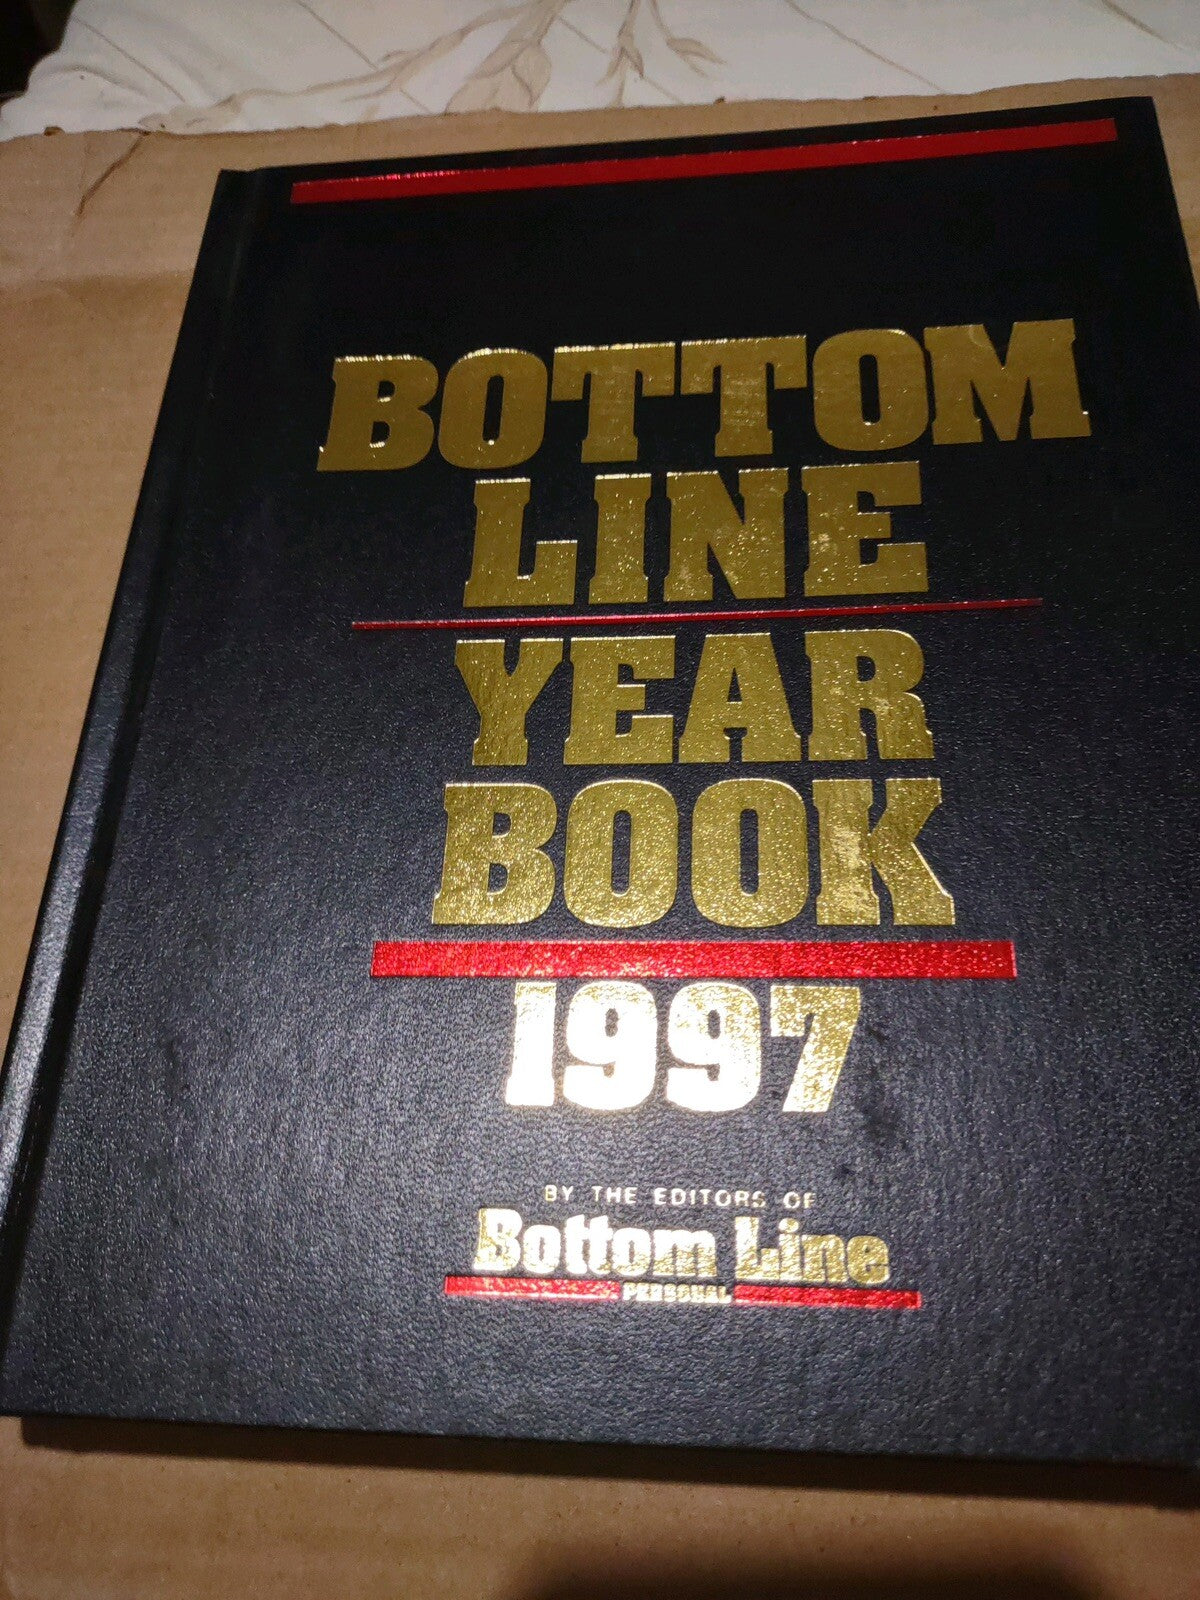 BOTTOM
LINE
YEAR
BOOK
1997
BY THE EDITORS OF
Bottom Line
PERSONAL